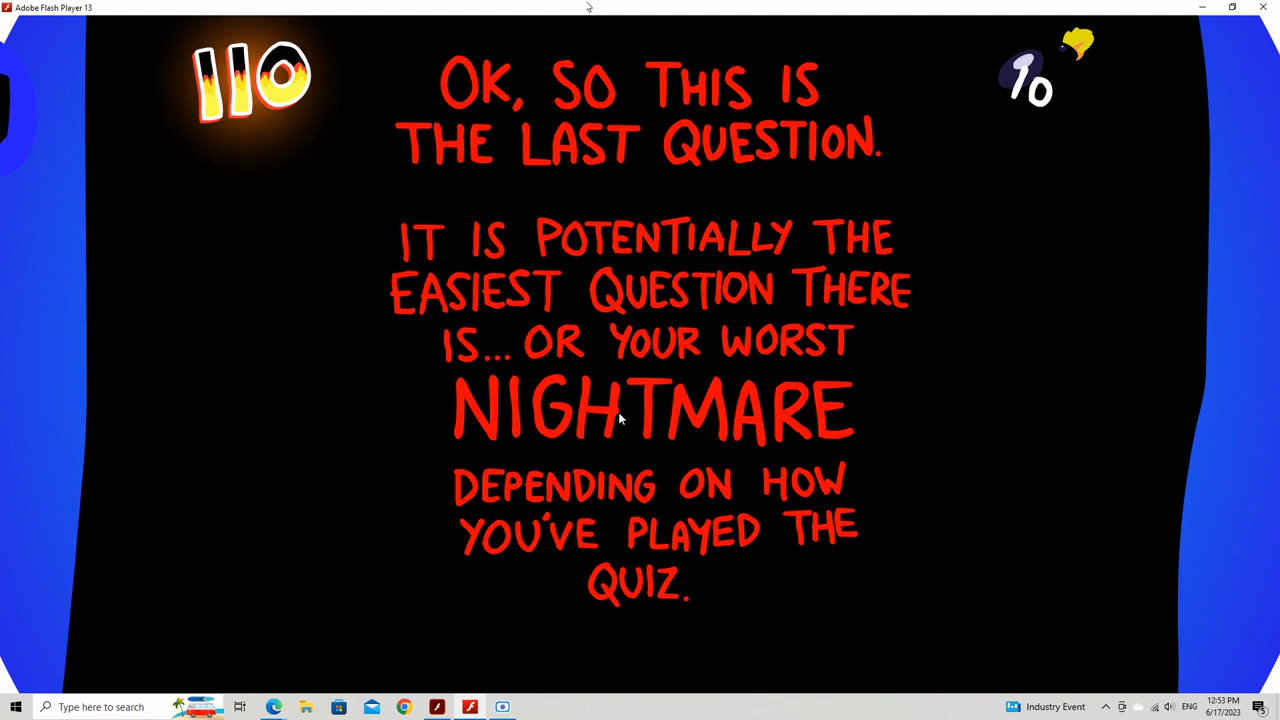 Adobe Flash Player 13
110
10
OK, SO THIS IS
THE LAST QUESTION.
IT IS POTENTIALLY THE
EASIEST QUESTION THERE
IS... OR YOUR WORST
NIGHTMARE
DEPENDING ON HOW
YOU'VE PLAYED THE
QUIZ.
Type here to search
Industry Event
ENG
12:53 PM
6/17/2023
5